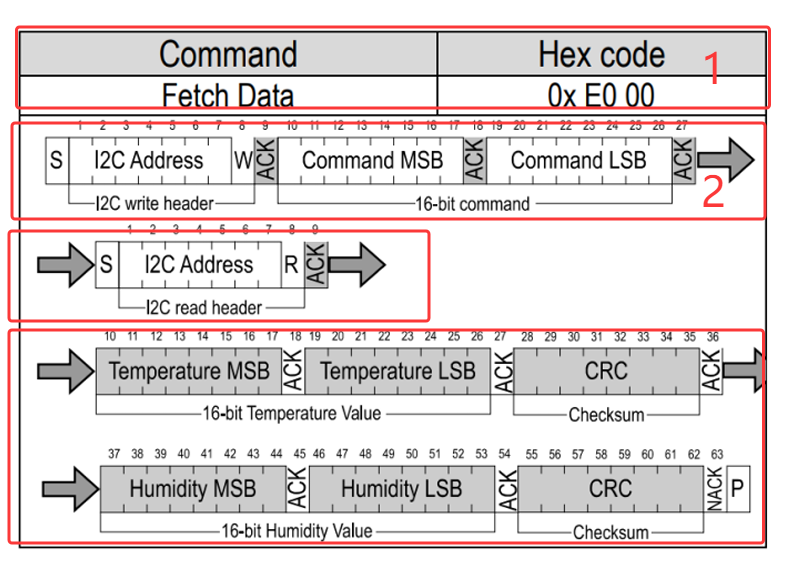 Command Hex code 1
Fetch Data 0x E0 00
1 2 3 4 5 6 7 8 9 10 11 12 13 14 15 16 17 18 19 20 21 22 23 24 25 26 27
S I2C Address W ACK Command MSB ACK Command LSB ACK
I2C write header 16-bit command 2
1 2 3 4 5 6 7 8 9
S I2C Address R ACK
I2C read header
10 11 12 13 14 15 16 17 18 19 20 21 22 23 24 25 26 27 28 29 30 31 32 33 34 35 36
Temperature MSB ACK Temperature LSB ACK CRC ACK
16-bit Temperature Value Checksum
37 38 39 40 41 42 43 44 45 46 47 48 49 50 51 52 53 54 55 56 57 58 59 60 61 62 63
Humidity MSB ACK Humidity LSB ACK CRC NACK P
16-bit Humidity Value Checksum